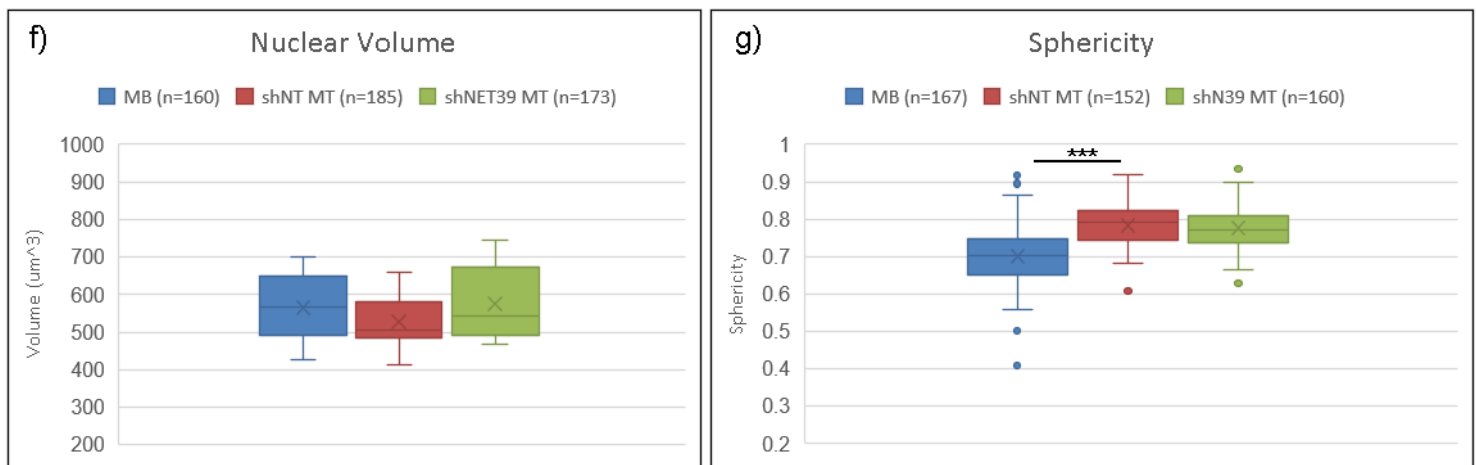 f)
Nuclear Volume
MB (n=160) shNT MT (n=185) shNET39 MT (n=173)
1000
900
800
700
600
500
400
300
200
Volume (um^3)
g)
Sphericity
MB (n=167) shNT MT (n=152) shN39 MT (n=160)
***
1
0.9
0.8
0.7
0.6
0.5
0.4
0.3
0.2
Sphericity